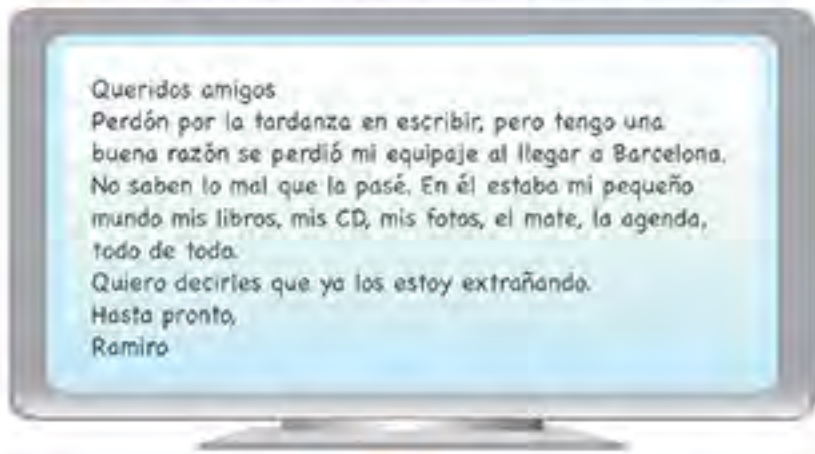 Queridos amigos
Perdón por la tardanza en escribir, pero tengo una
buena razón se perdió mi equipaje al llegar a Barcelona.
No saben lo mal que la pasé. En él estaba mi pequeño
mundo mis libros, mis CD, mis fotos, el mate, la agenda,
todo de todo.
Quiero decirles que ya los estoy extrañando.
Hasta pronto,
Ramiro